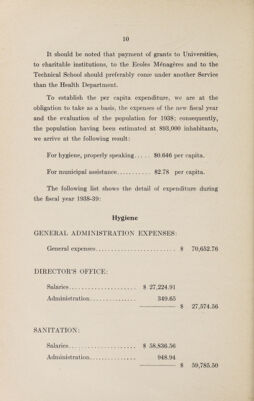 10
It should be noted that payment of grants to Universities,
to charitable institutions, to the Ecoles Ménagères and to the
Technical School should preferably come under another Service
than the Health Department.
To establish the per capita expenditure, we are at the
obligation to take as a basis, the expenses of the new fiscal year
and the evaluation of the population for 1938; consequently,
the population having been estimated at 893,000 inhabitants,
we arrive at the following result:
For hygiene, properly speaking..... $0.646 per capita.
For municipal assistance........... $2.78 per capita.
The following list shows the detail of expenditure during
the fiscal year 1938-39:
Hygiene
GENERAL ADMINISTRATION EXPENSES:
General expenses........................ $ 70,652.76
DIRECTOR'S OFFICE:
Salaries..................... $ 27,224.91
Administration............... 349.65
$ 27,574.56
SANITATION:
Salaries..................... $ 58,836.56
Administration............... 948.94
$ 59,785.50